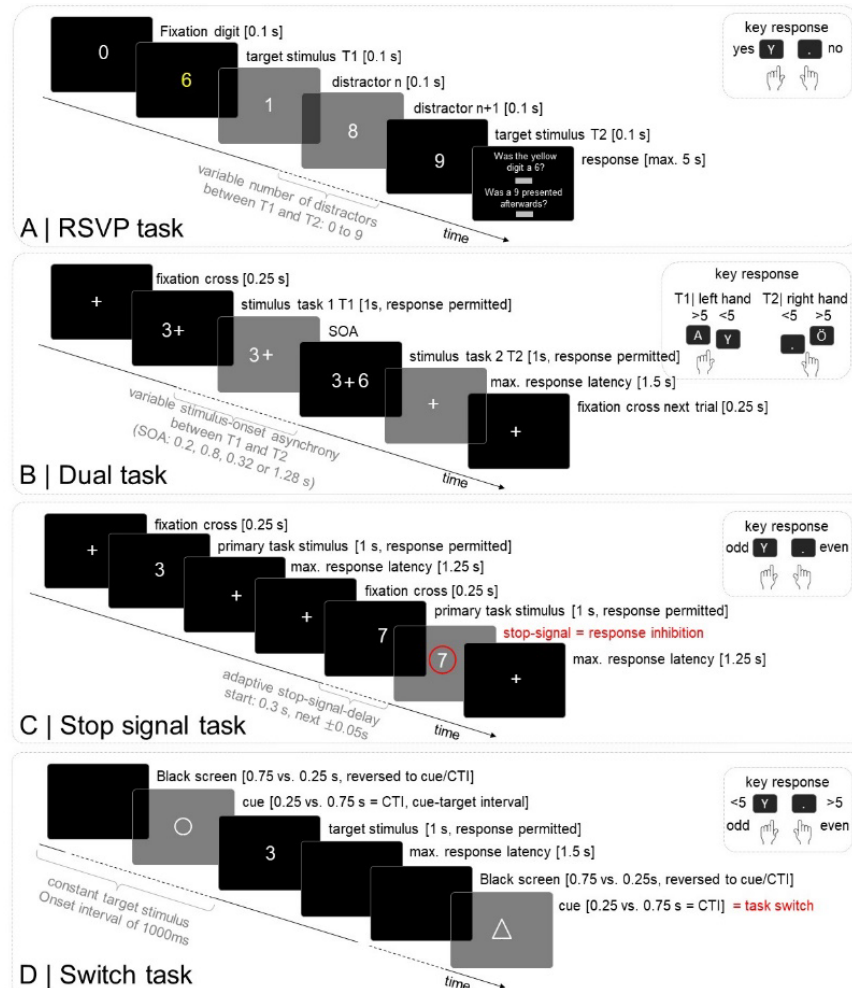 Fixation digit [0.1 s]
0
target stimulus T1 [0.1 s]
6
distractor n [0.1 s]
1
distractor n+1 [0.1 s]
8
target stimulus T2 [0.1 s]
9
Was the yellow
digit a 6?
Was a 9 presented
afterwards?
response [max. 5 s]
variable number of distractors
between T1 and T2: 0 to 9
time
key response
yes Y . no
A | RSVP task
fixation cross [0.25 s]
+
stimulus task 1 T1 [1s, response permitted]
3+
SOA
3+
3+6
stimulus task 2 T2 [1s, response permitted]
+
max. response latency [1.5 s]
+
fixation cross next trial [0.25 s]
variable stimulus-onset asynchrony
between T1 and T2
(SOA: 0.2, 0.8, 0.32 or 1.28 s)
time
key response
T1| left hand T2| right hand
>5 <5 <5 >5
A Y . Ö
B | Dual task
fixation cross [0.25 s]
+
primary task stimulus [1 s, response permitted]
3
max. response latency [1.25 s]
+
fixation cross [0.25 s]
+
primary task stimulus [1 s, response permitted]
7
stop-signal = response inhibition
7
max. response latency [1.25 s]
+
adaptive stop-signal-delay
start: 0.3 s, next ±0.05s
time
key response
odd Y . even
C | Stop signal task
Black screen [0.75 vs. 0.25 s, reversed to cue/CTI]
cue [0.25 vs. 0.75 s = CTI, cue-target interval]
target stimulus [1 s, response permitted]
3
max. response latency [1.5 s]
Black screen [0.75 vs. 0.25s, reversed to cue/CTI]
cue [0.25 vs. 0.75 s = CTI] = task switch
constant target stimulus
Onset interval of 1000ms
time
key response
<5 Y . >5
odd even
D | Switch task